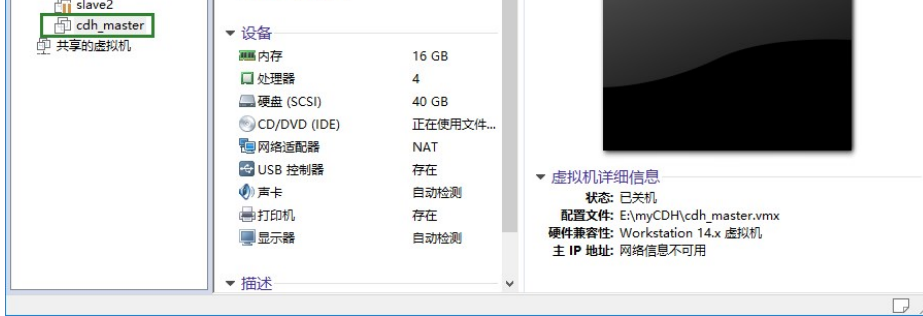 slave2
cdh_master
共享的虚拟机
设备
内存 16 GB
处理器 4
硬盘 (SCSI) 40 GB
CD/DVD (IDE) 正在使用文件...
网络适配器 NAT
USB 控制器 存在
声卡 自动检测
打印机 存在
显示器 自动检测
描述
虚拟机详细信息
状态: 已关机
配置文件: E:\myCDH\cdh_master.vmx
硬件兼容性: Workstation 14.x 虚拟机
主 IP 地址: 网络信息不可用